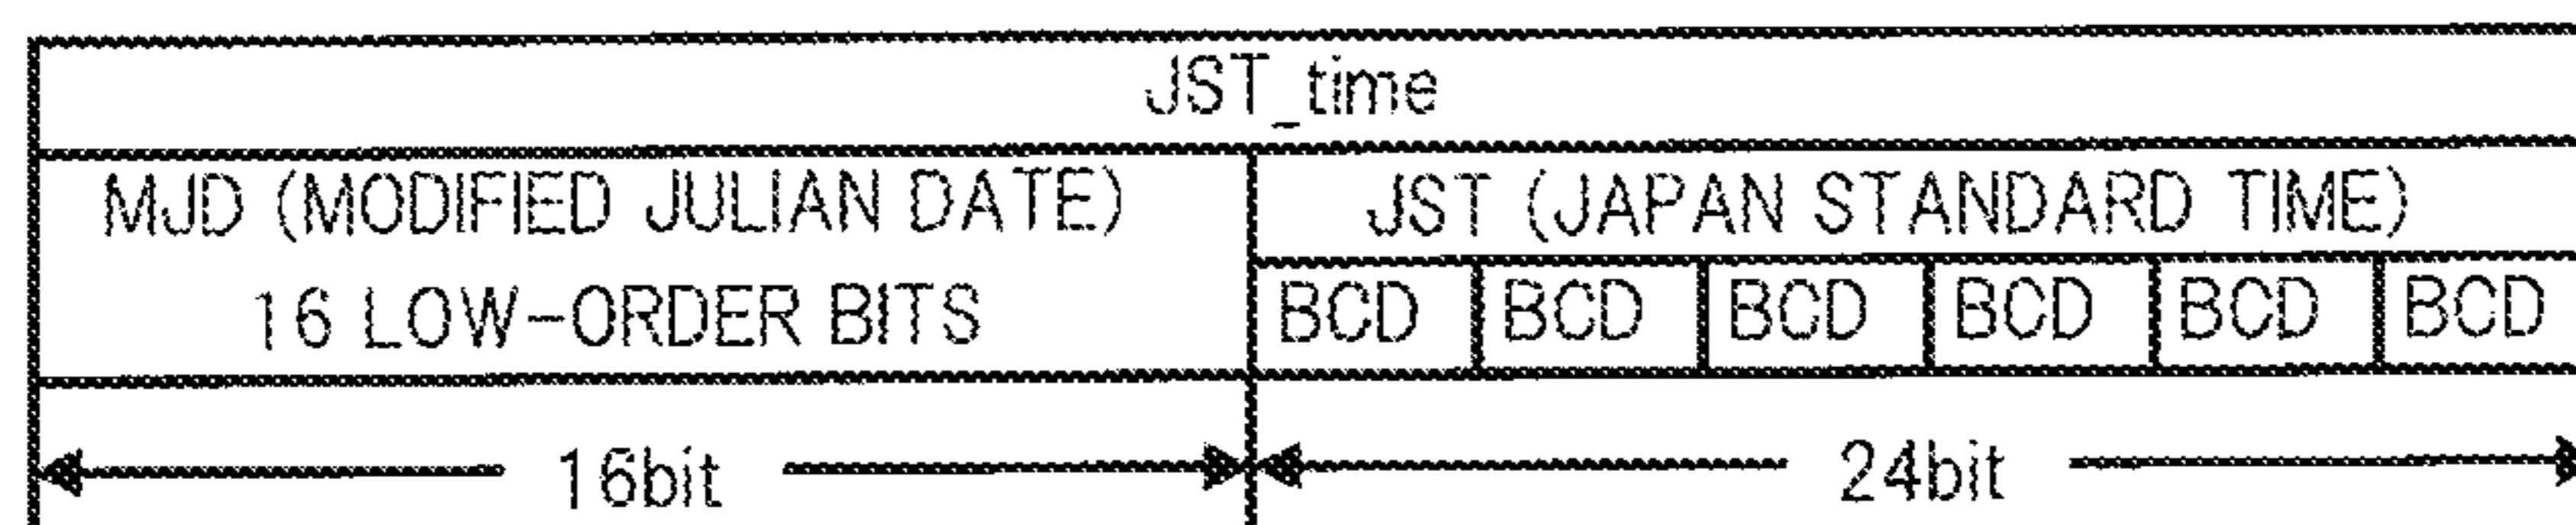 JST_time
MJD (MODIFIED JULIAN DATE)
16 LOW-ORDER BITS
JST (JAPAN STANDARD TIME)
BCD BCD BCD BCD BCD BCD
16bit 24bit